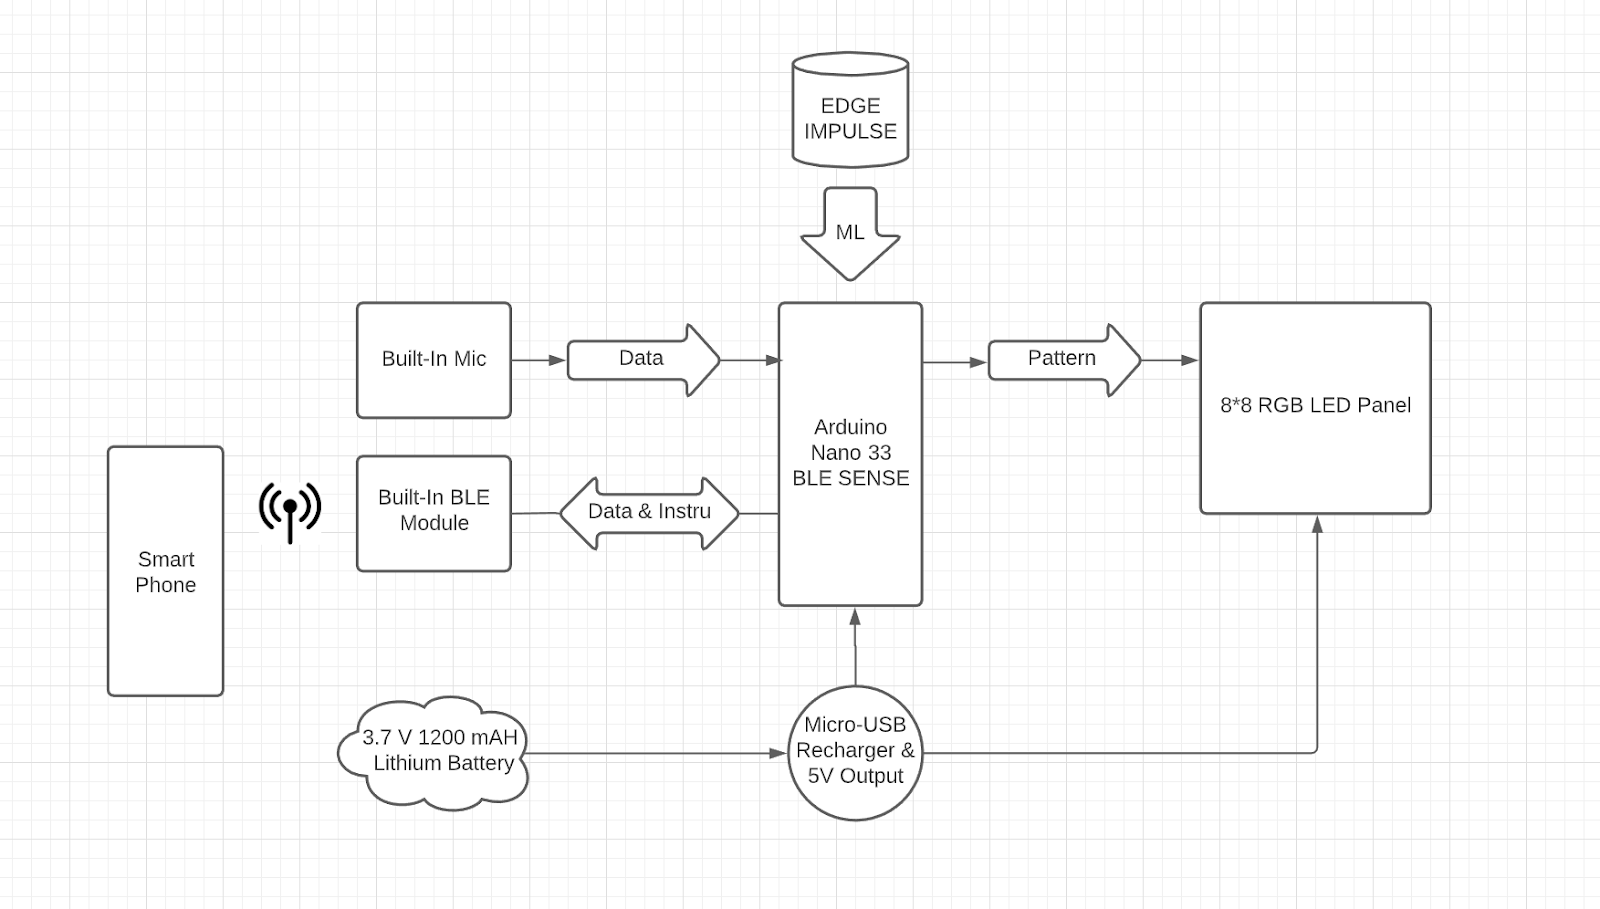 EDGE
IMPULSE
ML
Built-In Mic
Data
Pattern
8*8 RGB LED Panel
Arduino
Nano 33
BLE SENSE
Built-In BLE
Module
Data & Instru
Smart
Phone
3.7 V 1200 mAH
Lithium Battery
Micro-USB
Recharger &
5V Output